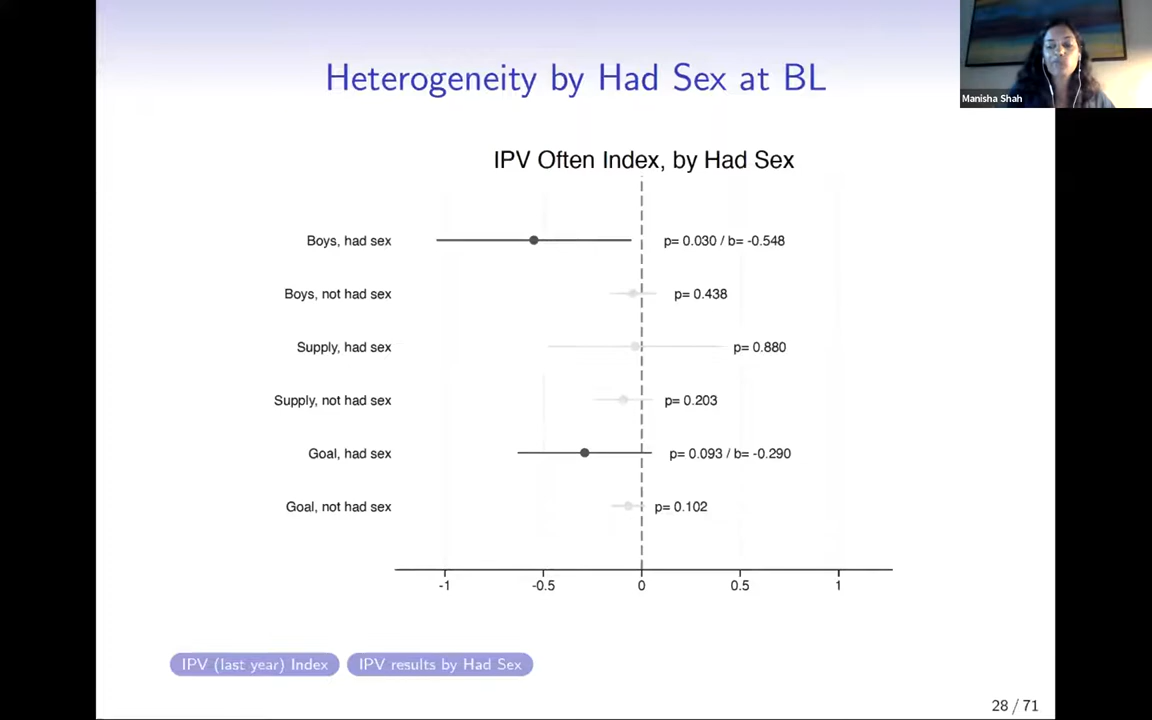 Heterogeneity by Had Sex at BL
Manisha Shah
IPV Often Index, by Had Sex
Boys, had sex p= 0.030 / b= -0.548
Boys, not had sex p= 0.438
Supply, had sex p= 0.880
Supply, not had sex p= 0.203
Goal, had sex p= 0.093 / b= -0.290
Goal, not had sex p= 0.102
-1 -0.5 0 0.5 1
IPV (last year) Index IPV results by Had Sex
28 / 71